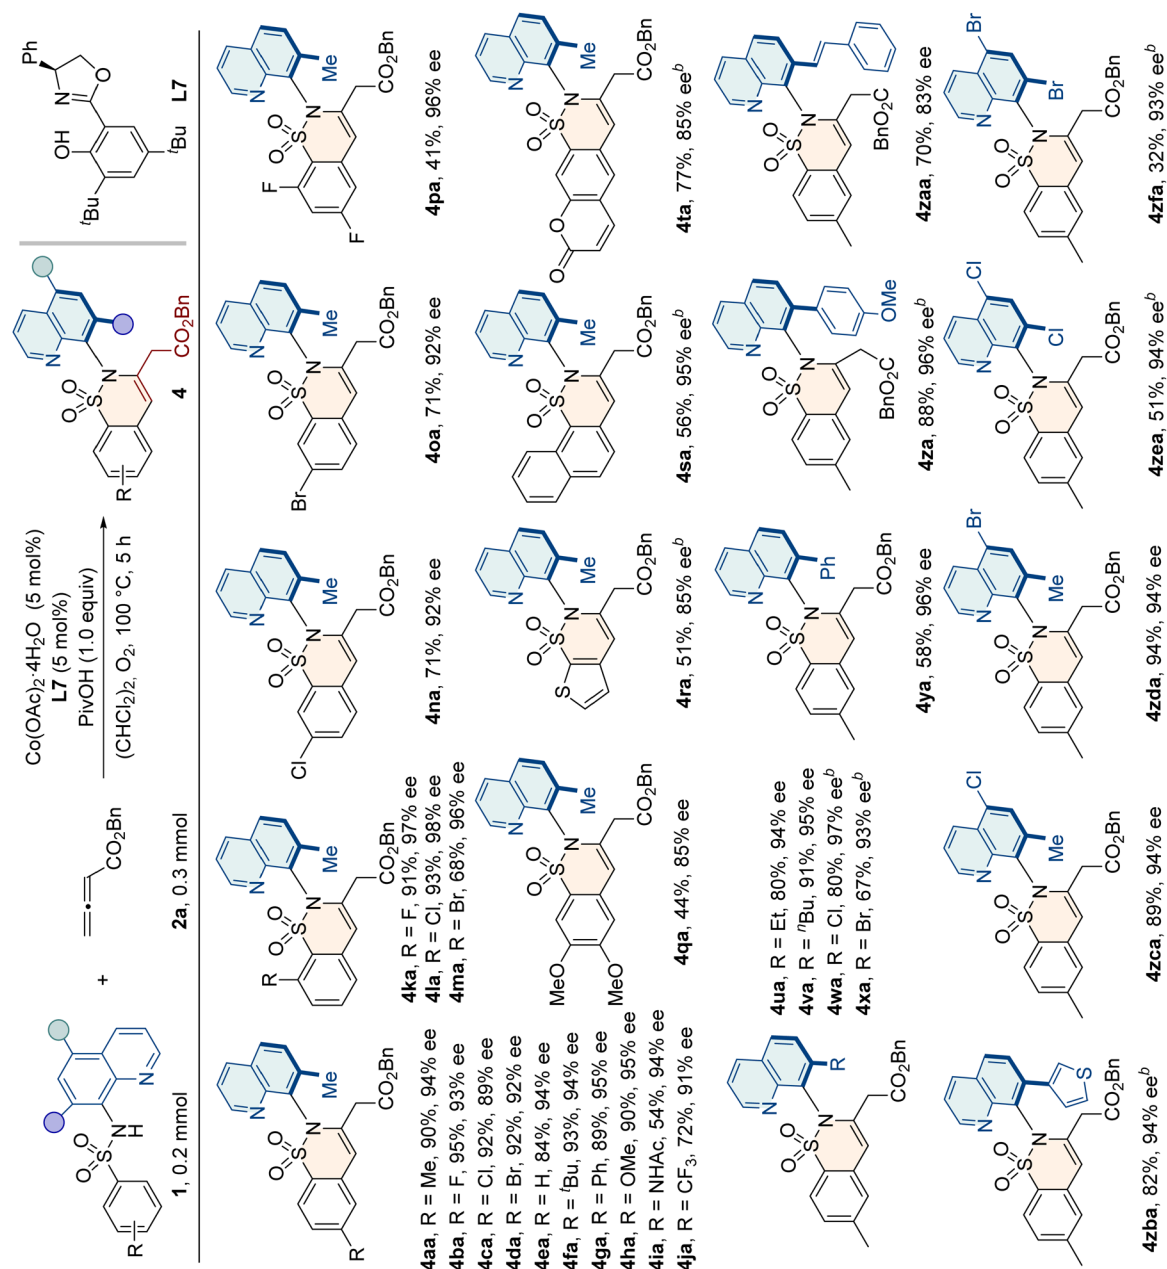 1, 0.2 mmol
+
2a, 0.3 mmol
CO2Bn
Co(OAc)2·4H2O (5 mol%)
L7 (5 mol%)
PivOH (1.0 equiv)
(CHCl2)2, O2, 100 °C, 5 h
4
CO2Bn
L7
Ph
OH
tBu
tBu
4aa, R = Me, 90%, 94% ee
4ba, R = F, 95%, 93% ee
4ca, R = Cl, 92%, 89% ee
4da, R = Br, 92%, 92% ee
4ea, R = H, 84%, 94% ee
4fa, R = tBu, 93%, 94% ee
4ga, R = Ph, 89%, 95% ee
4ha, R = OMe, 90%, 95% ee
4ia, R = NHAc, 54%, 94% ee
4ja, R = CF3, 72%, 91% ee
4ka, R = F, 91%, 97% ee
4la, R = Cl, 93%, 98% ee
4ma, R = Br, 68%, 96% ee
4na, 71%, 92% ee
4oa, 71%, 92% ee
4pa, 41%, 96% ee
MeO
MeO
4qa, 44%, 85% ee
4ra, 51%, 85% eeb
4sa, 56%, 95% eeb
4ta, 77%, 85% eeb
4ua, R = Et, 80%, 94% ee
4va, R = nBu, 91%, 95% ee
4wa, R = Cl, 80%, 97% eeb
4xa, R = Br, 67%, 93% eeb
4ya, 58%, 96% ee
BnO2C
OMe
4za, 88%, 96% eeb
BnO2C
4zaa, 70%, 83% ee
4zba, 82%, 94% eeb
4zca, 89%, 94% ee
4zda, 94%, 94% ee
4zea, 51%, 94% eeb
4zfa, 32%, 93% eeb